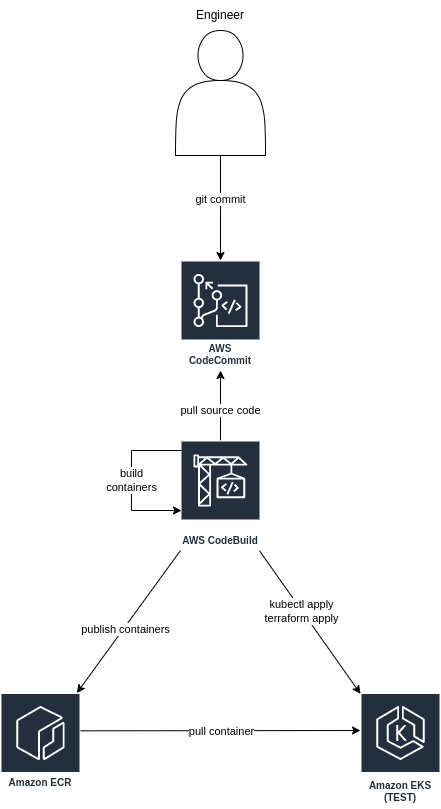 Engineer
git commit
AWS
CodeCommit
pull source code
build
containers
AWS CodeBuild
publish containers
kubectl apply
terraform apply
pull container
Amazon ECR
Amazon EKS
(TEST)